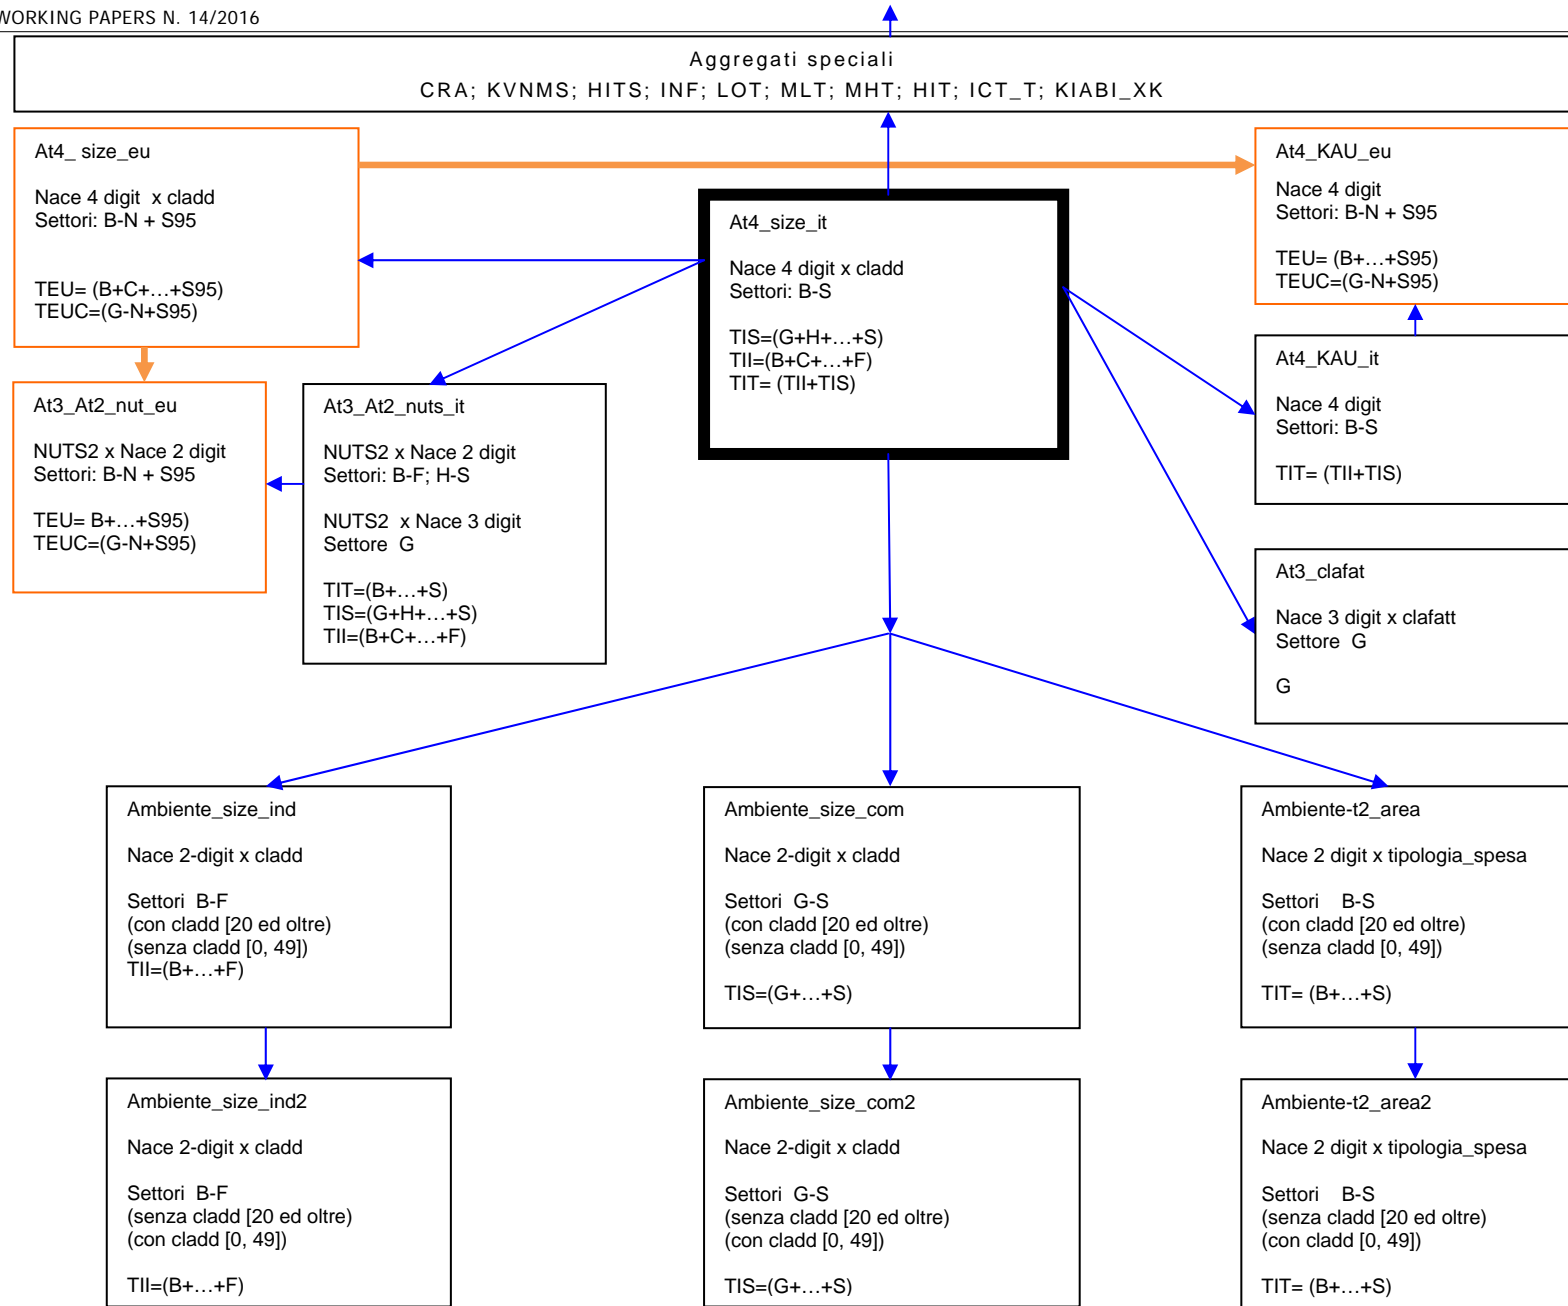 WORKING PAPERS N. 14/2016
Aggregati speciali
CRA; KVNMS; HITS; INF; LOT; MLT; MHT; HIT; ICT_T; KIABI_XK
At4_ size_eu
Nace 4 digit x cladd
Settori: B-N + S95
TEU= (B+C+…+S95)
TEUC=(G-N+S95)
At4_size_it
Nace 4 digit x cladd
Settori: B-S
TIS=(G+H+…+S)
TII=(B+C+…+F)
TIT= (TII+TIS)
At4_KAU_eu
Nace 4 digit
Settori: B-N + S95
TEU= (B+…+S95)
TEUC=(G-N+S95)
At3_At2_nut_eu
NUTS2 x Nace 2 digit
Settori: B-N + S95
TEU= B+…+S95)
TEUC=(G-N+S95)
At3_At2_nuts_it
NUTS2 x Nace 2 digit
Settori: B-F; H-S
NUTS2 x Nace 3 digit
Settore G
TIT=(B+…+S)
TIS=(G+H+…+S)
TII=(B+C+…+F)
At4_KAU_it
Nace 4 digit
Settori: B-S
TIT= (TII+TIS)
At3_clafat
Nace 3 digit x clafatt
Settore G
G
Ambiente_size_ind
Nace 2-digit x cladd
Settori B-F
(con cladd [20 ed oltre)
(senza cladd [0, 49])
TII=(B+…+F)
Ambiente_size_com
Nace 2-digit x cladd
Settori G-S
(con cladd [20 ed oltre)
(senza cladd [0, 49])
TIS=(G+…+S)
Ambiente-t2_area
Nace 2 digit x tipologia_spesa
Settori B-S
(con cladd [20 ed oltre)
(senza cladd [0, 49])
TIT= (B+…+S)
Ambiente_size_ind2
Nace 2-digit x cladd
Settori B-F
(senza cladd [20 ed oltre)
(con cladd [0, 49])
TII=(B+…+F)
Ambiente_size_com2
Nace 2-digit x cladd
Settori G-S
(senza cladd [20 ed oltre)
(con cladd [0, 49])
TIS=(G+…+S)
Ambiente-t2_area2
Nace 2 digit x tipologia_spesa
Settori B-S
(senza cladd [20 ed oltre)
(con cladd [0, 49])
TIT= (B+…+S)